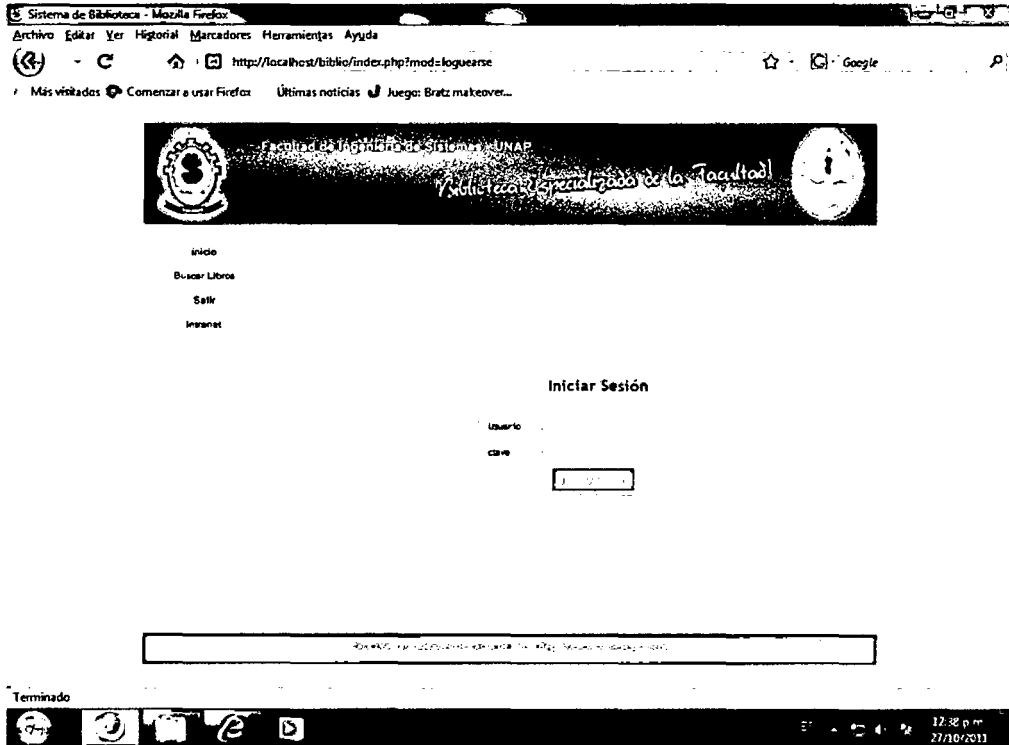 Sistema de Biblioteca - Mozilla Firefox
Archivo Editar Ver Historial Marcadores Herramientas Ayuda
http://localhost/biblio/index.php?mod=loguearse
Google
Más visitados Comenzar a usar Firefox Últimas noticias Juego: Bratz makeover...
Facultad de Ingeniería de Sistemas - UNAP
Biblioteca Especializada de la Facultad
inicio
Buscar Libros
Salir
Intranet
Iniciar Sesión
Usuario
clave
Terminado
12:38 p.m.
27/10/2011